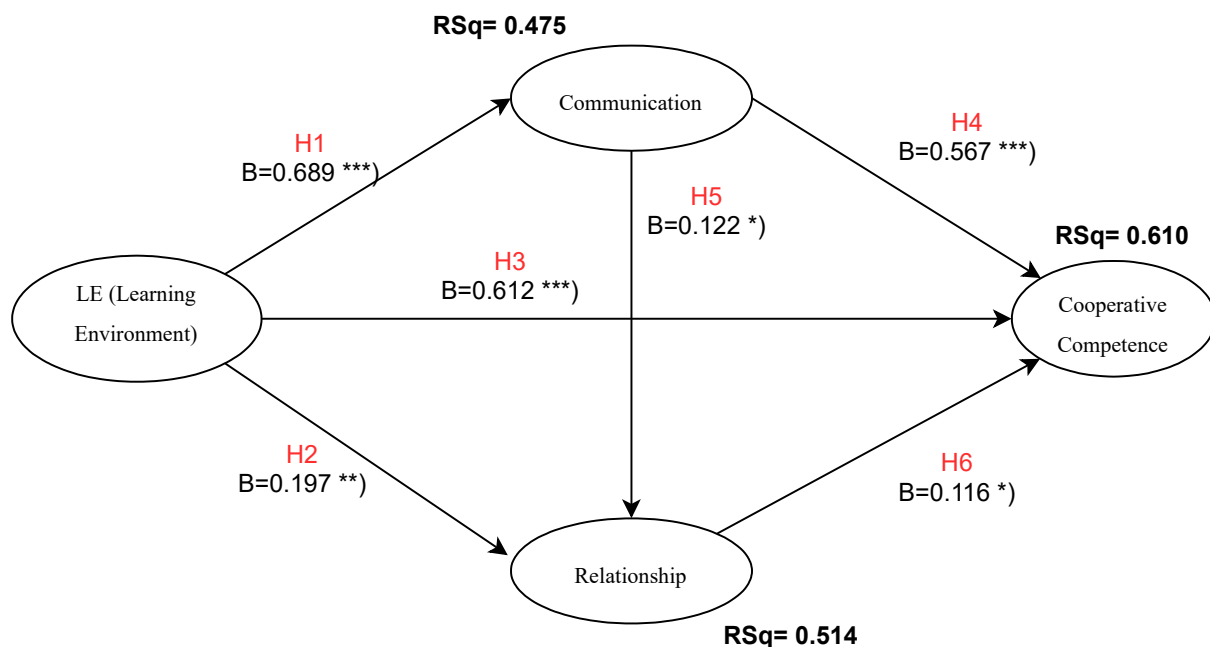 RSq= 0.475
Communication
H1
B=0.689 ***)
H4
B=0.567 ***)
H5
B=0.122 *)
RSq= 0.610
H3
B=0.612 ***)
LE (Learning
Environment)
Cooperative
Competence
H2
B=0.197 **)
H6
B=0.116 *)
Relationship
RSq= 0.514